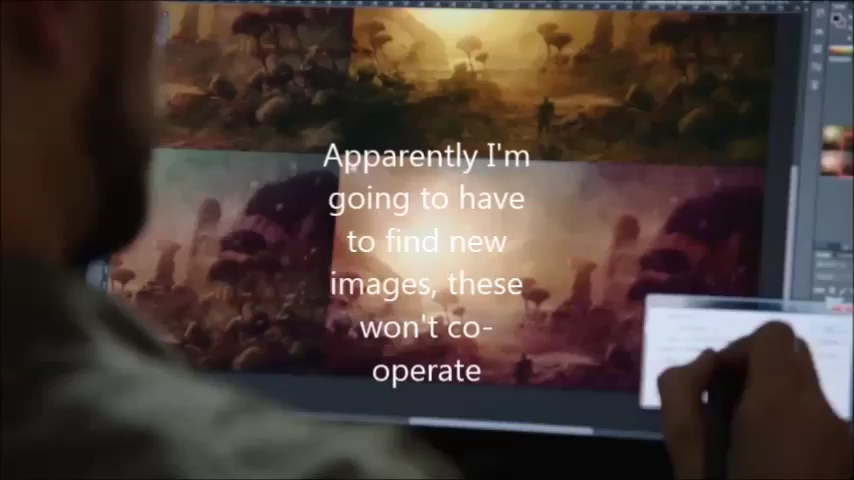 Apparently I'm
going to have
to find new
images, these
won't co-
operate